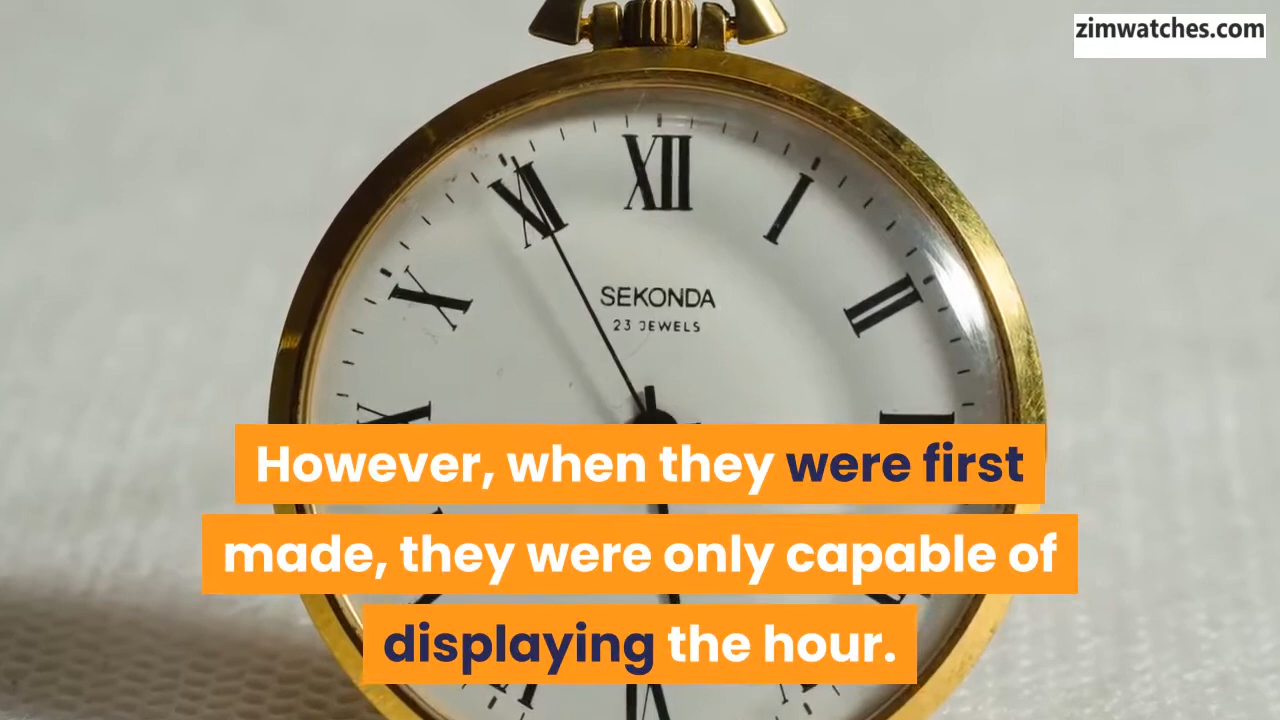 zimwatches.com
XII
XI
I
X
II
SEKONDA
23 JEWELS
However, when they were first
made, they were only capable of
displaying the hour.